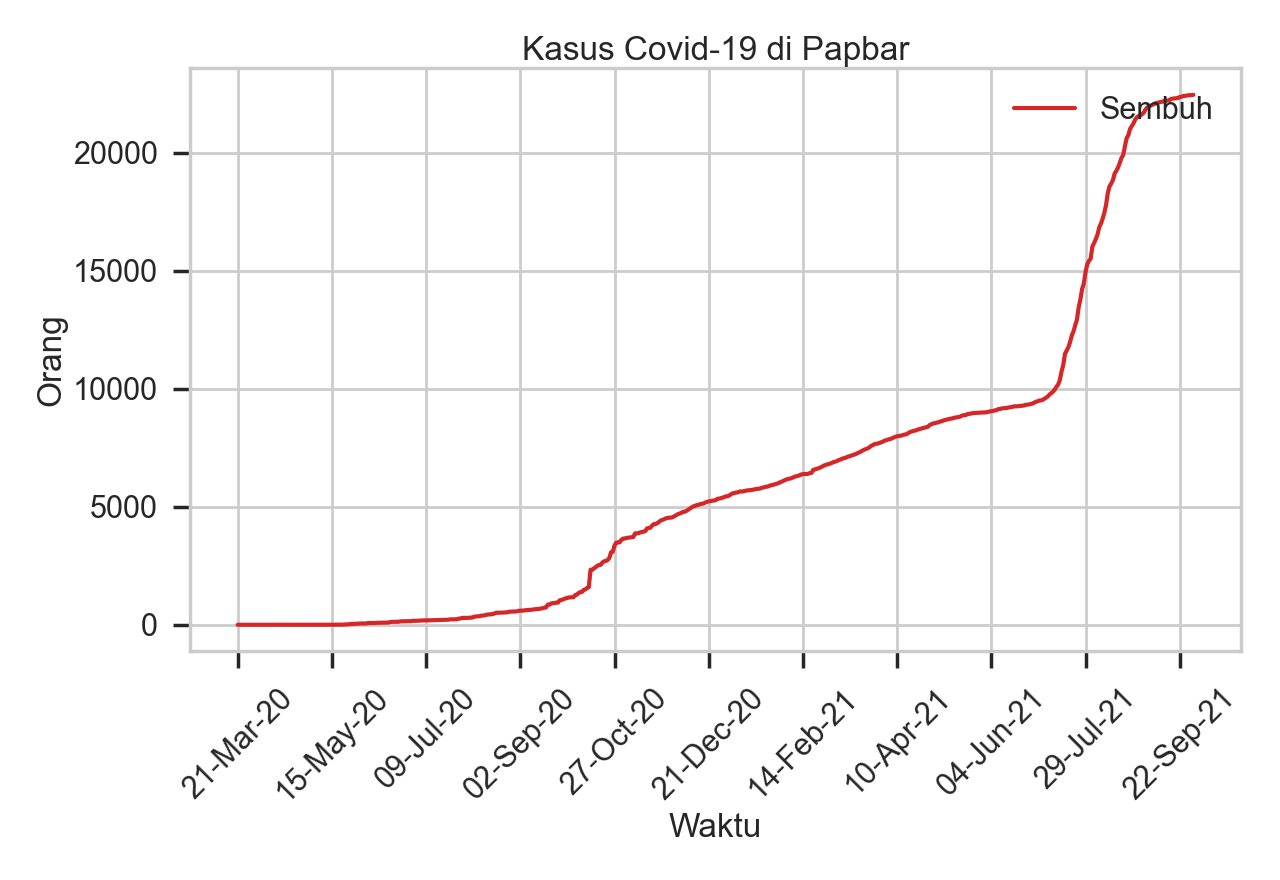 Kasus Covid-19 di Papbar
Sembuh
20000
15000
10000
5000
0
Orang
21-Mar-20
15-May-20
09-Jul-20
02-Sep-20
27-Oct-20
21-Dec-20
14-Feb-21
10-Apr-21
04-Jun-21
29-Jul-21
22-Sep-21
Waktu